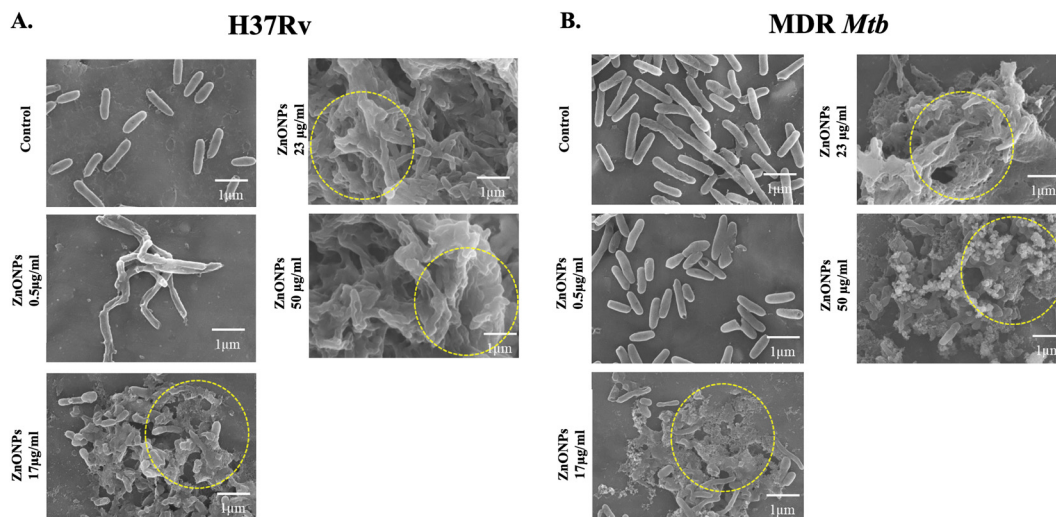 A.
H37Rv
Control
1μm
ZnONPs
23 μg/ml
1μm
ZnONPs
0.5μg/ml
1μm
ZnONPs
50 μg/ml
1μm
ZnONPs
17μg/ml
1μm
B.
MDR Mtb
Control
1μm
ZnONPs
23 μg/ml
1μm
ZnONPs
0.5μg/ml
1μm
ZnONPs
50 μg/ml
1μm
ZnONPs
17μg/ml
1μm